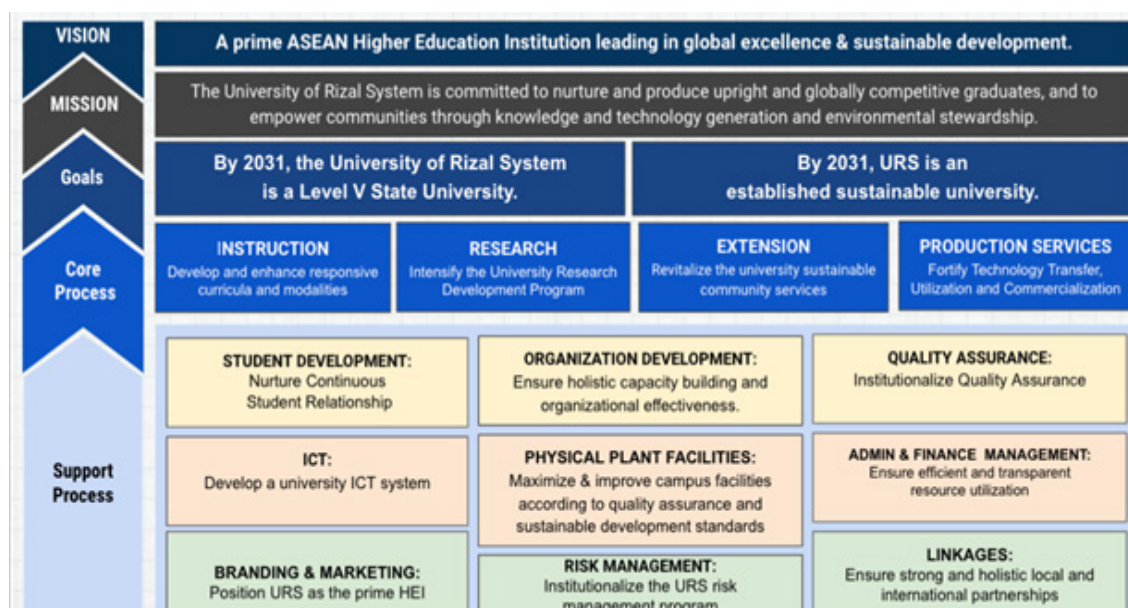 VISION
A prime ASEAN Higher Education Institution leading in global excellence & sustainable development.
MISSION
The University of Rizal System is committed to nurture and produce upright and globally competitive graduates, and to
empower communities through knowledge and technology generation and environmental stewardship.
Goals
By 2031, the University of Rizal System
is a Level V State University.
By 2031, URS is an
established sustainable university.
Core
Process
INSTRUCTION
Develop and enhance responsive
curricula and modalities
RESEARCH
Intensify the University Research
Development Program
EXTENSION
Revitalize the university sustainable
community services
PRODUCTION SERVICES
Fortify Technology Transfer,
Utilization and Commercialization
Support
Process
STUDENT DEVELOPMENT:
Nurture Continuous
Student Relationship
ORGANIZATION DEVELOPMENT:
Ensure holistic capacity building and
organizational effectiveness.
QUALITY ASSURANCE:
Institutionalize Quality Assurance
ICT:
Develop a university ICT system
PHYSICAL PLANT FACILITIES:
Maximize & improve campus facilities
according to quality assurance and
sustainable development standards
ADMIN & FINANCE MANAGEMENT:
Ensure efficient and transparent
resource utilization
BRANDING & MARKETING:
Position URS as the prime HEI
RISK MANAGEMENT:
Institutionalize the URS risk
management program
LINKAGES:
Ensure strong and holistic local and
international partnerships